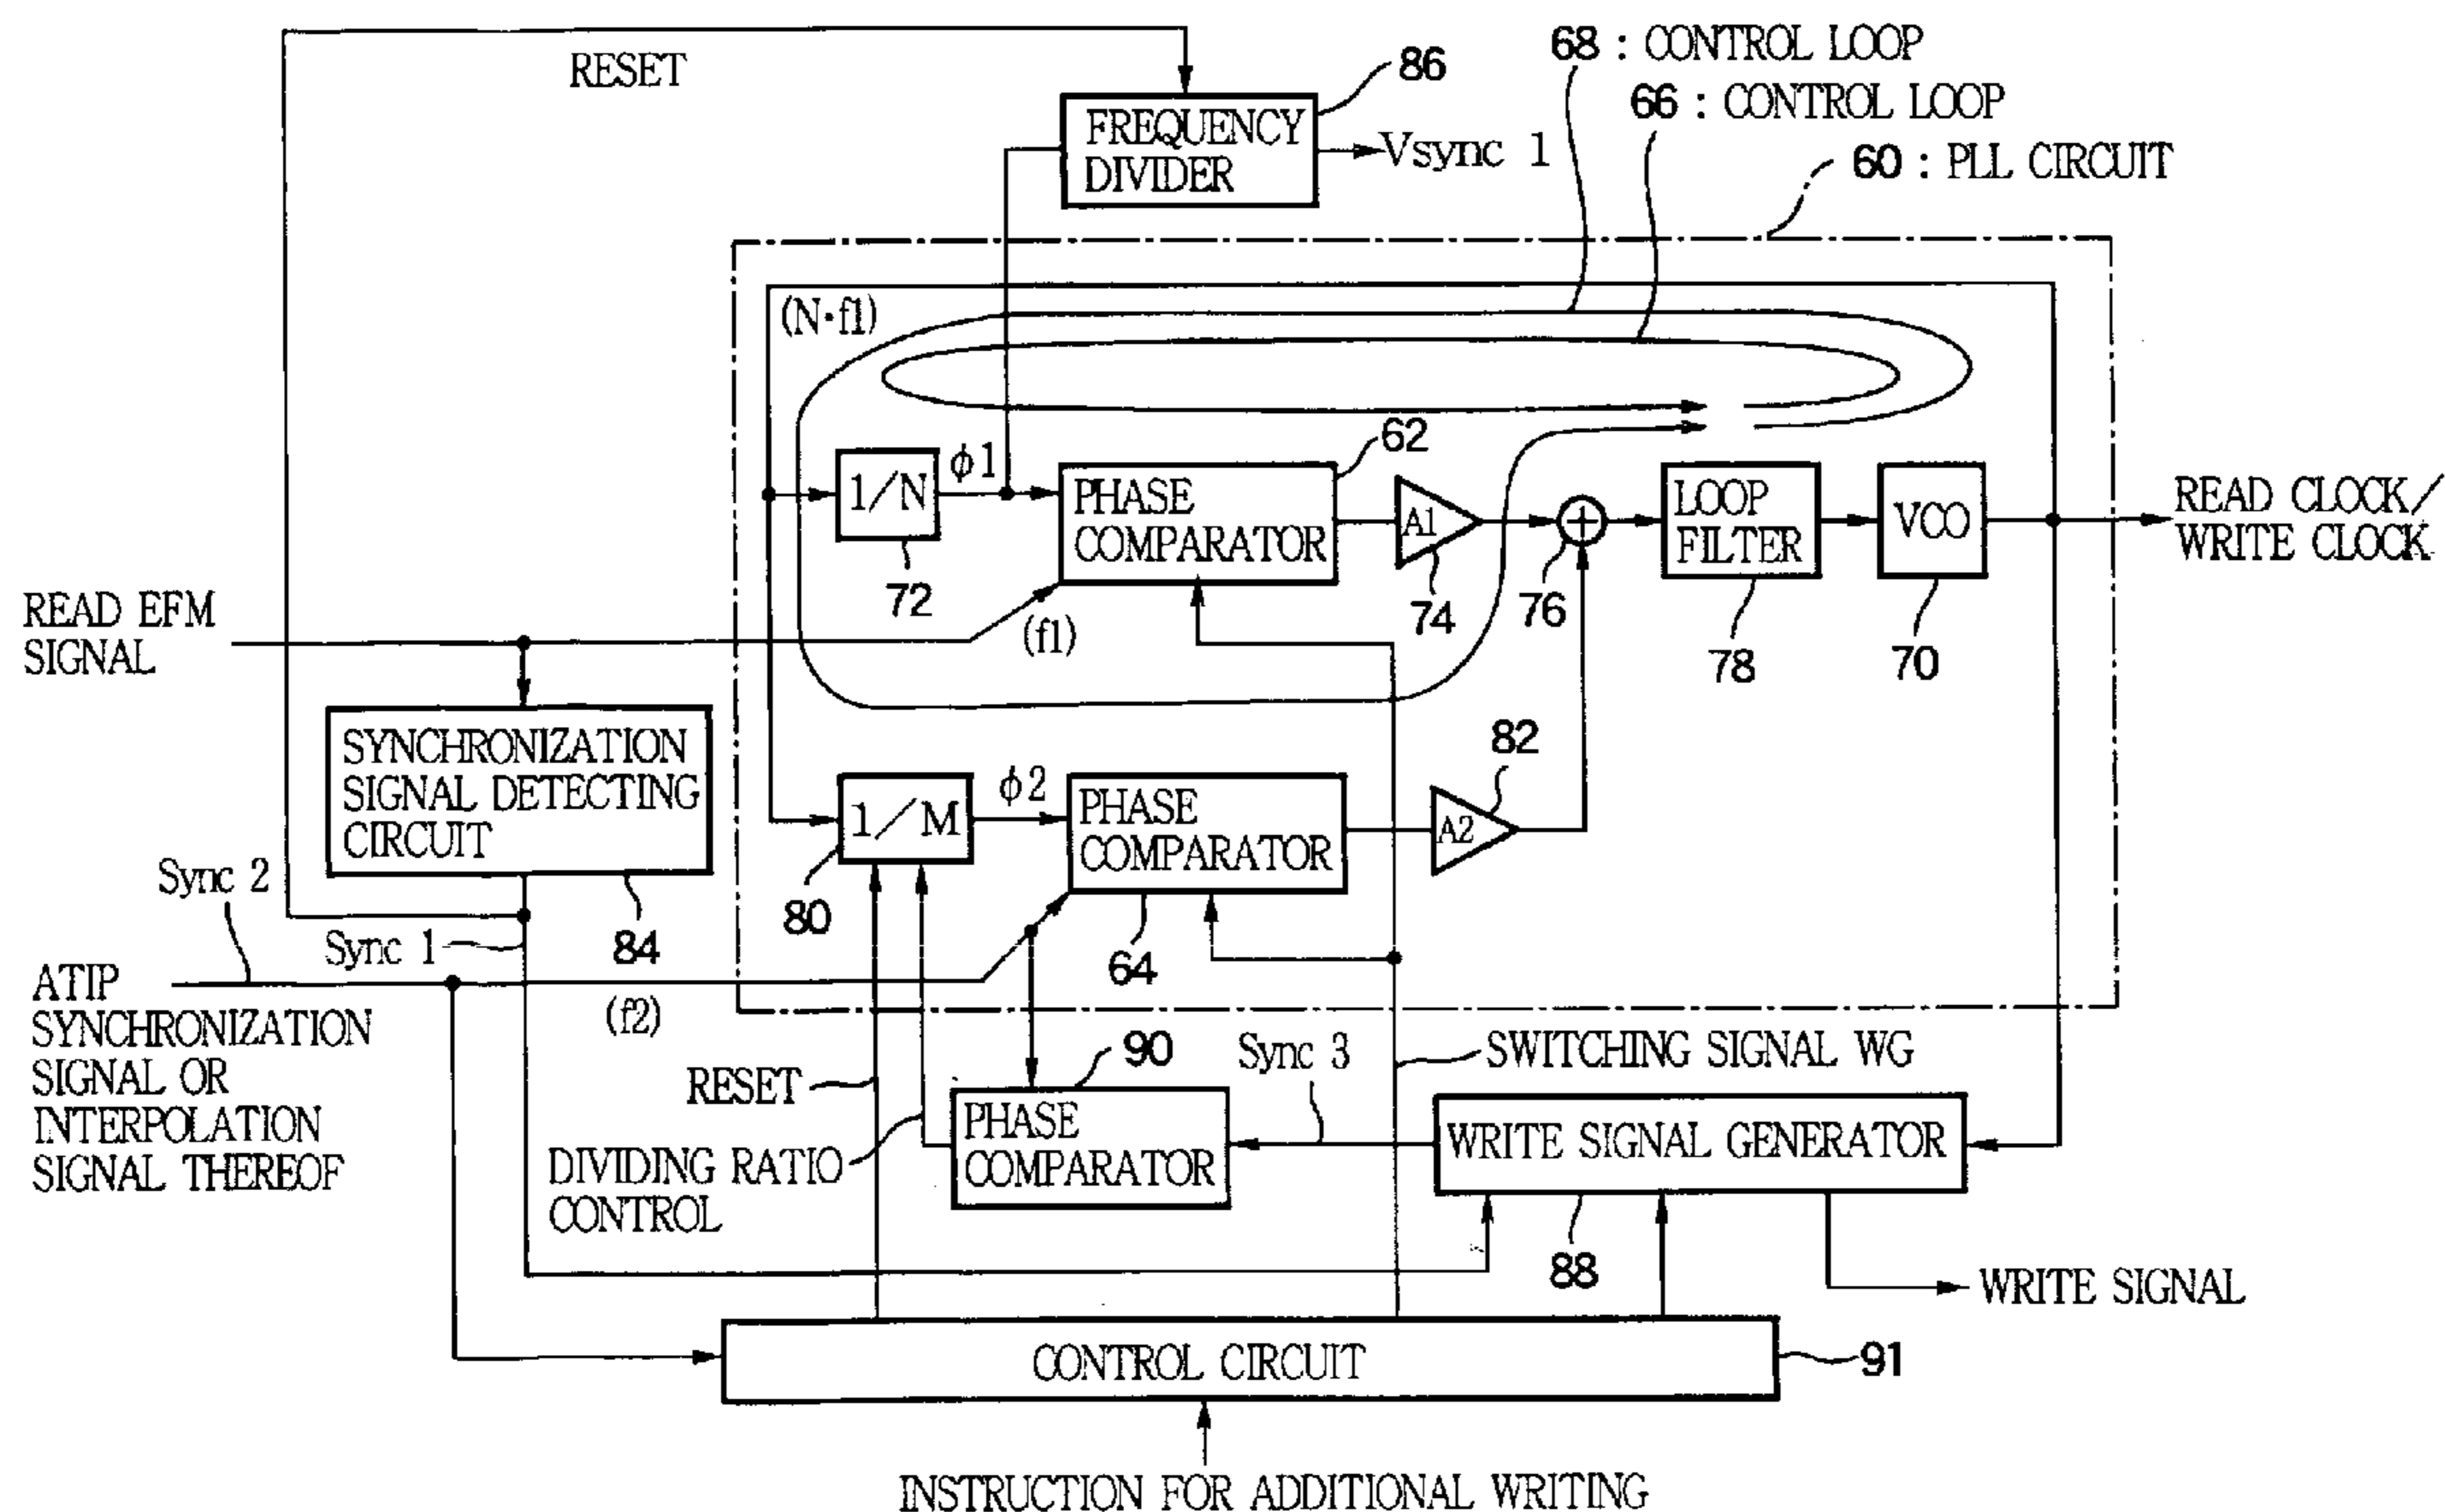 RESET
86
68 : CONTROL LOOP
66 : CONTROL LOOP
60 : PLL CIRCUIT
FREQUENCY
DIVIDER
Vsync 1
(N·f1)
62
ϕ1
1/N
72
PHASE
COMPARATOR
A1
74
76
LOOP
FILTER
78
VCO
70
READ CLOCK/
WRITE CLOCK
READ EFM
SIGNAL
(f1)
SYNCHRONIZATION
SIGNAL DETECTING
CIRCUIT
84
82
ϕ2
1/M
80
PHASE
COMPARATOR
64
A2
Sync 2
Sync 1
ATIP
SYNCHRONIZATION
SIGNAL OR
INTERPOLATION
SIGNAL THEREOF
(f2)
RESET
DIVIDING RATIO
CONTROL
90
PHASE
COMPARATOR
Sync 3
SWITCHING SIGNAL WG
WRITE SIGNAL GENERATOR
88
WRITE SIGNAL
CONTROL CIRCUIT
91
INSTRUCTION FOR ADDITIONAL WRITING